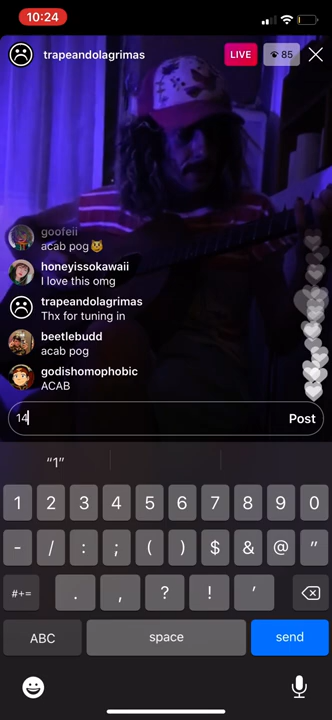 10:24
trapeandolagrimas
LIVE
85
goofeii
acab pog😼
honeyissokawaii
I love this omg
trapeandolagrimas
Thx for tuning in
beetlebudd
acab pog
godishomophobic
ACAB
14
Post
“1”
1 2 3 4 5 6 7 8 9 0
- / : ; ( ) $ & @ "
#+= . , ? ! '
ABC space send